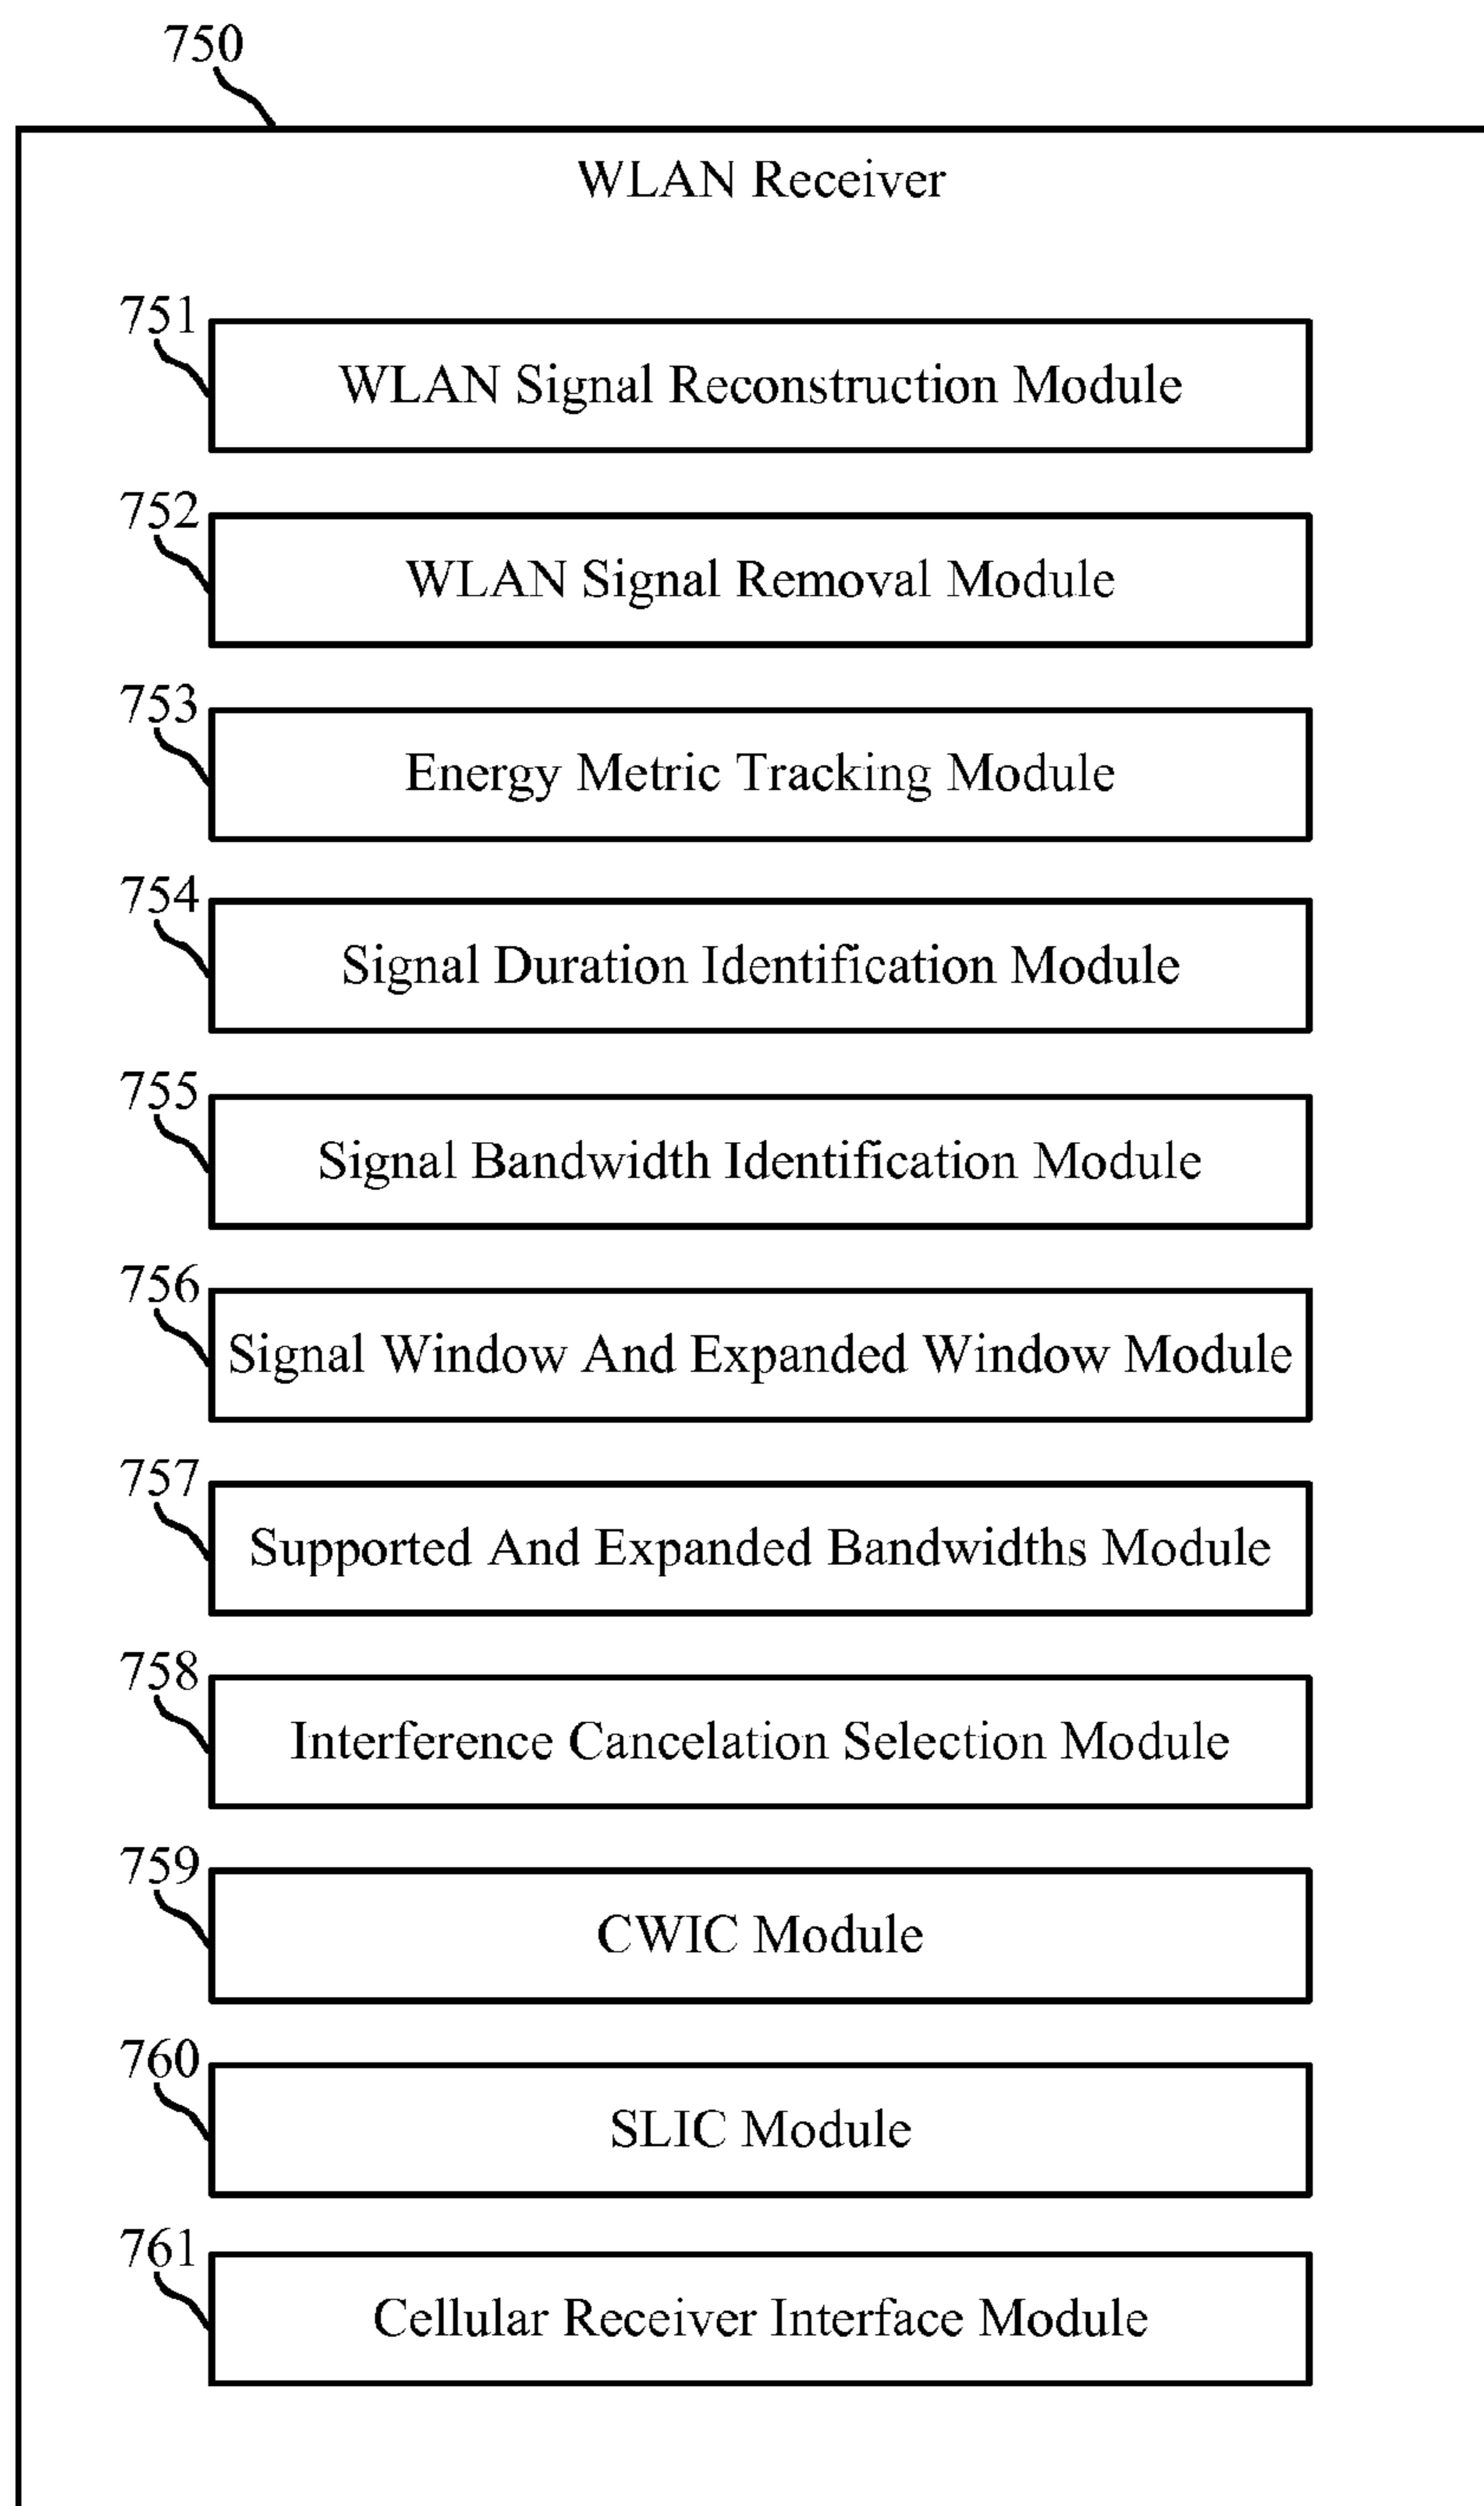 750
WLAN Receiver
751
WLAN Signal Reconstruction Module
752
WLAN Signal Removal Module
753
Energy Metric Tracking Module
754
Signal Duration Identification Module
755
Signal Bandwidth Identification Module
756
Signal Window And Expanded Window Module
757
Supported And Expanded Bandwidths Module
758
Interference Cancelation Selection Module
759
CWIC Module
760
SLIC Module
761
Cellular Receiver Interface Module